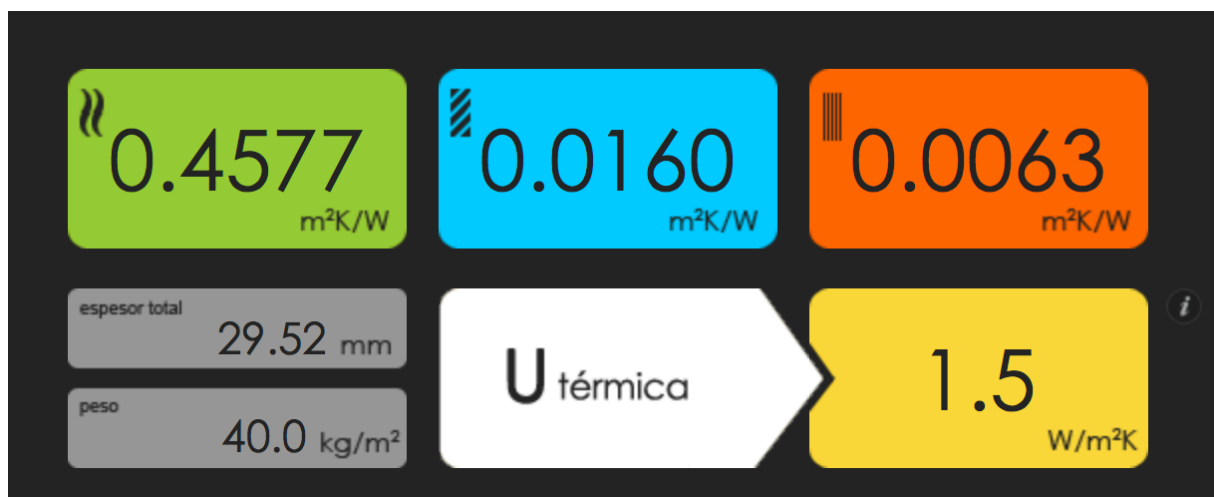 0.4577
m²K/W
0.0160
m²K/W
0.0063
m²K/W
espesor total
29.52 mm
peso
40.0 kg/m²
U térmica
1.5
W/m²K
i